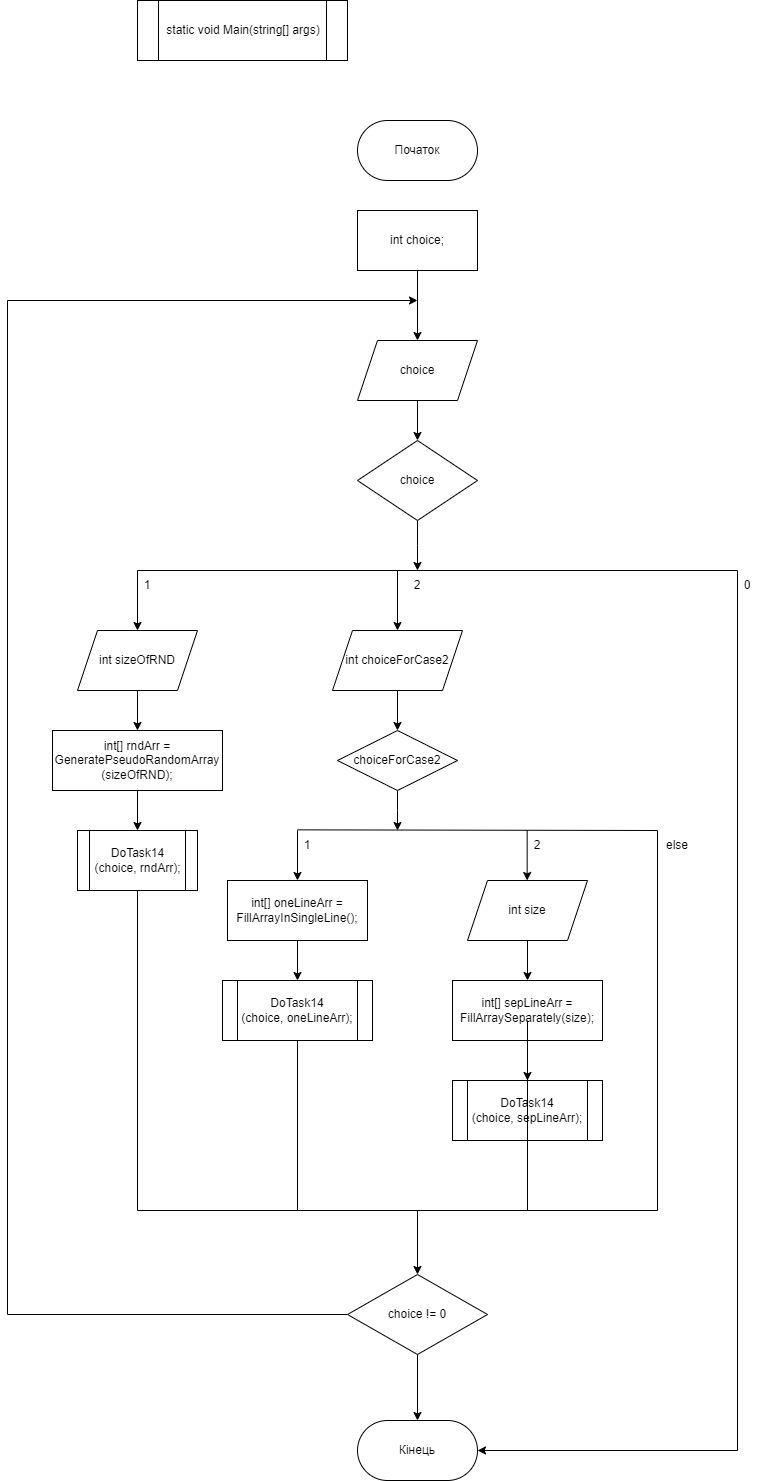 static void Main(string[] args)
Початок
int choice;
choice
choice
1
2
0
int sizeOfRND
int choiceForCase2
int[] rndArr =
GeneratePseudoRandomArray
(sizeOfRND);
choiceForCase2
DoTask14
(choice, rndArr);
1
2
else
int[] oneLineArr =
FillArrayInSingleLine();
int size
DoTask14
(choice, oneLineArr);
int[] sepLineArr =
FillArraySeparately(size);
DoTask14
(choice, sepLineArr);
choice != 0
Кінець